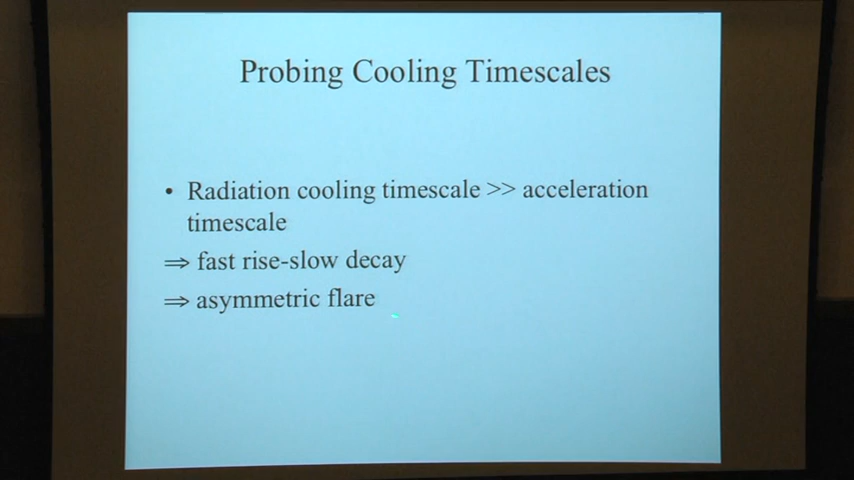 Probing Cooling Timescales
• Radiation cooling timescale >> acceleration
timescale
⇒ fast rise-slow decay
⇒ asymmetric flare